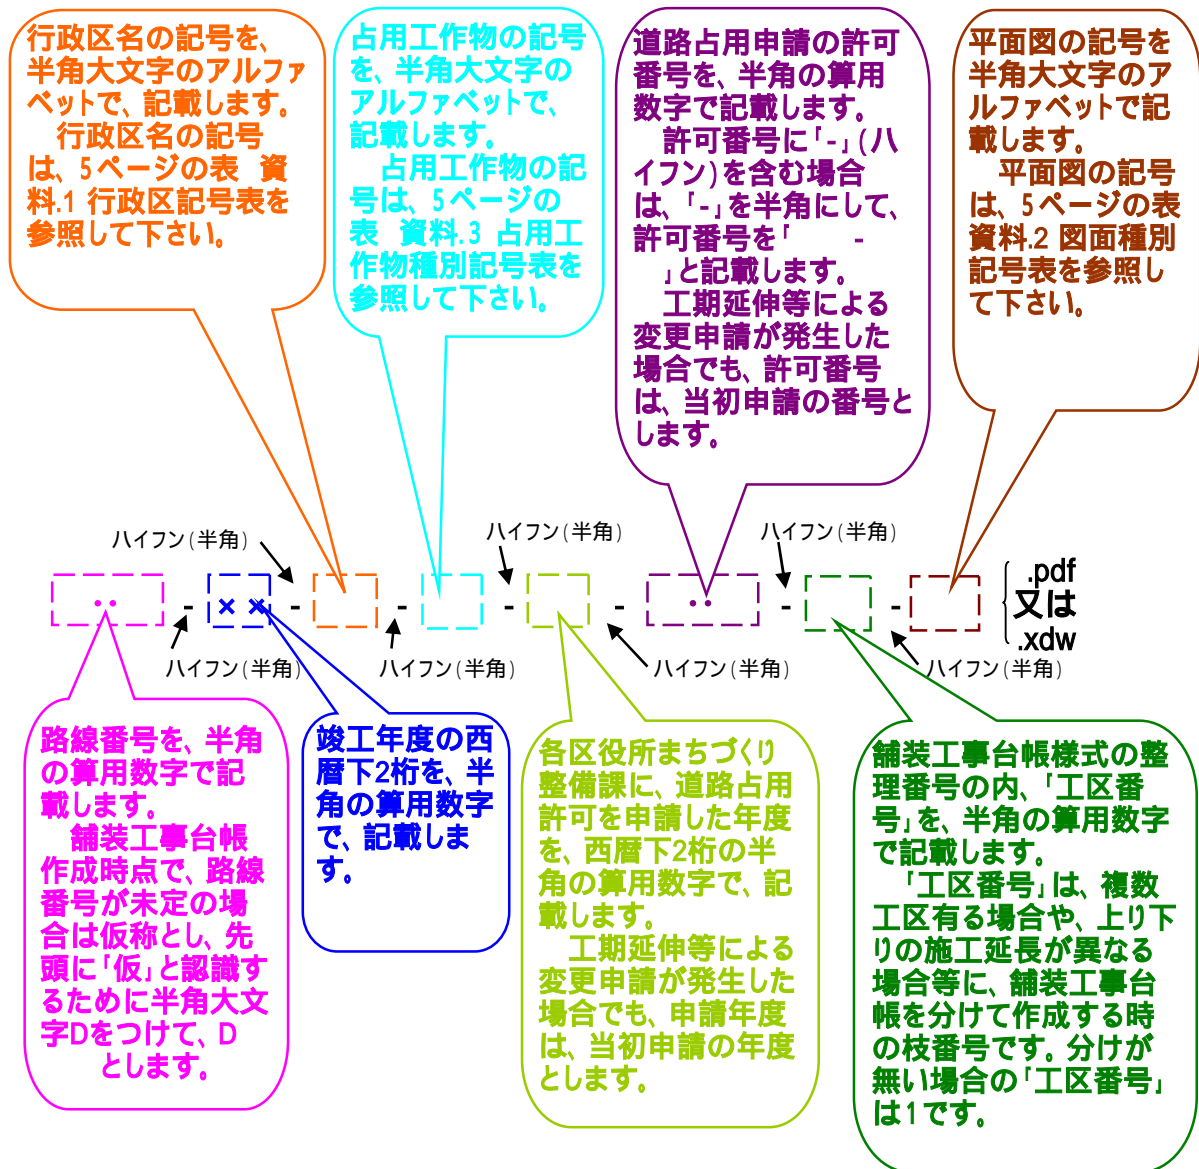 行政区名の記号を、
半角大文字のアルファ
ベットで、記載します。
行政区名の記号
は、5ページの表 資
料.1 行政区記号表を
参照して下さい。
占用工作物の記号
を、半角大文字の
アルファベットで、
記載します。
占用工作物の記
号は、5ページの
表 資料.3 占用工
作物種別記号表を
参照して下さい。
道路占用申請の許可
番号を、半角の算用
数字で記載します。
許可番号に「-」(ハ
イフン)を含む場合
は、「-」を半角にして、
許可番号を「 -
」と記載します。
工期延伸等による
変更申請が発生した
場合でも、許可番号
は、当初申請の番号と
します。
平面図の記号を
半角大文字のア
ルファベットで記
載します。
平面図の記号
は、5ページの表
資料.2 図面種別
記号表を参照し
て下さい。
ハイフン(半角)
ハイフン(半角)
ハイフン(半角)
‥ - ×× - - - - ‥ - - .pdf
又は
.xdw
ハイフン(半角)
ハイフン(半角)
ハイフン(半角)
ハイフン(半角)
路線番号を、半角
の算用数字で記
載します。
舗装工事台帳
作成時点で、路線
番号が未定の場
合は仮称とし、先
頭に「仮」と認識す
るために半角大文
字Dをつけて、D
とします。
竣工年度の西
暦下2桁を、半
角の算用数字
で、記載しま
す。
各区役所まちづくり
整備課に、道路占用
許可を申請した年度
を、西暦下2桁の半
角の算用数字で、記
載します。
工期延伸等による
変更申請が発生した
場合でも、申請年度
は、当初申請の年度
とします。
舗装工事台帳様式の整
理番号の内、「工区番
号」を、半角の算用数字
で記載します。
「工区番号」は、複数
工区有る場合や、上り下
りの施工延長が異なる
場合等に、舗装工事台
帳を分けて作成する時
の枝番号です。分けが
無い場合の「工区番号」
は1です。